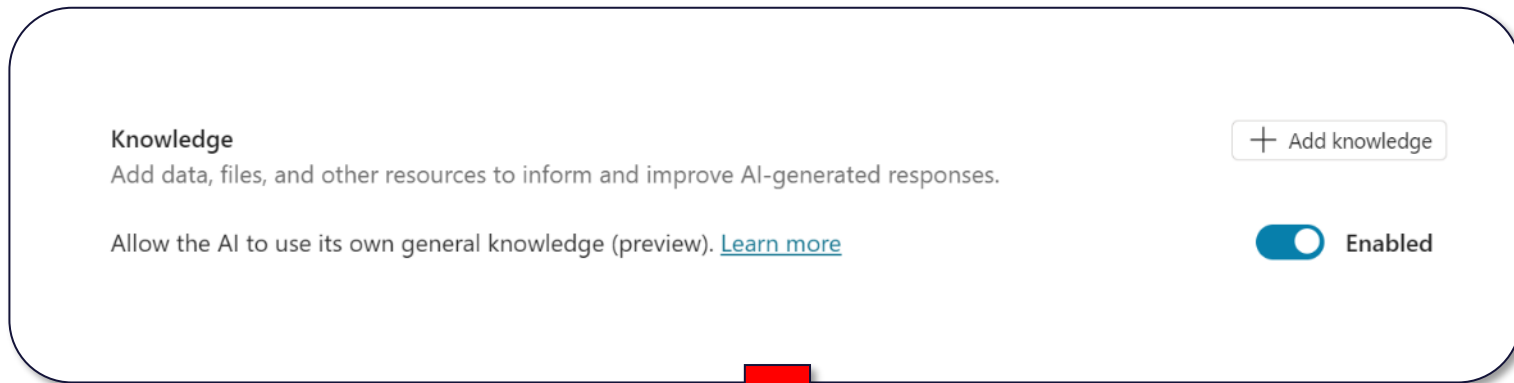 Knowledge
+ Add knowledge
Add data, files, and other resources to inform and improve AI-generated responses.
Allow the AI to use its own general knowledge (preview). Learn more
Enabled